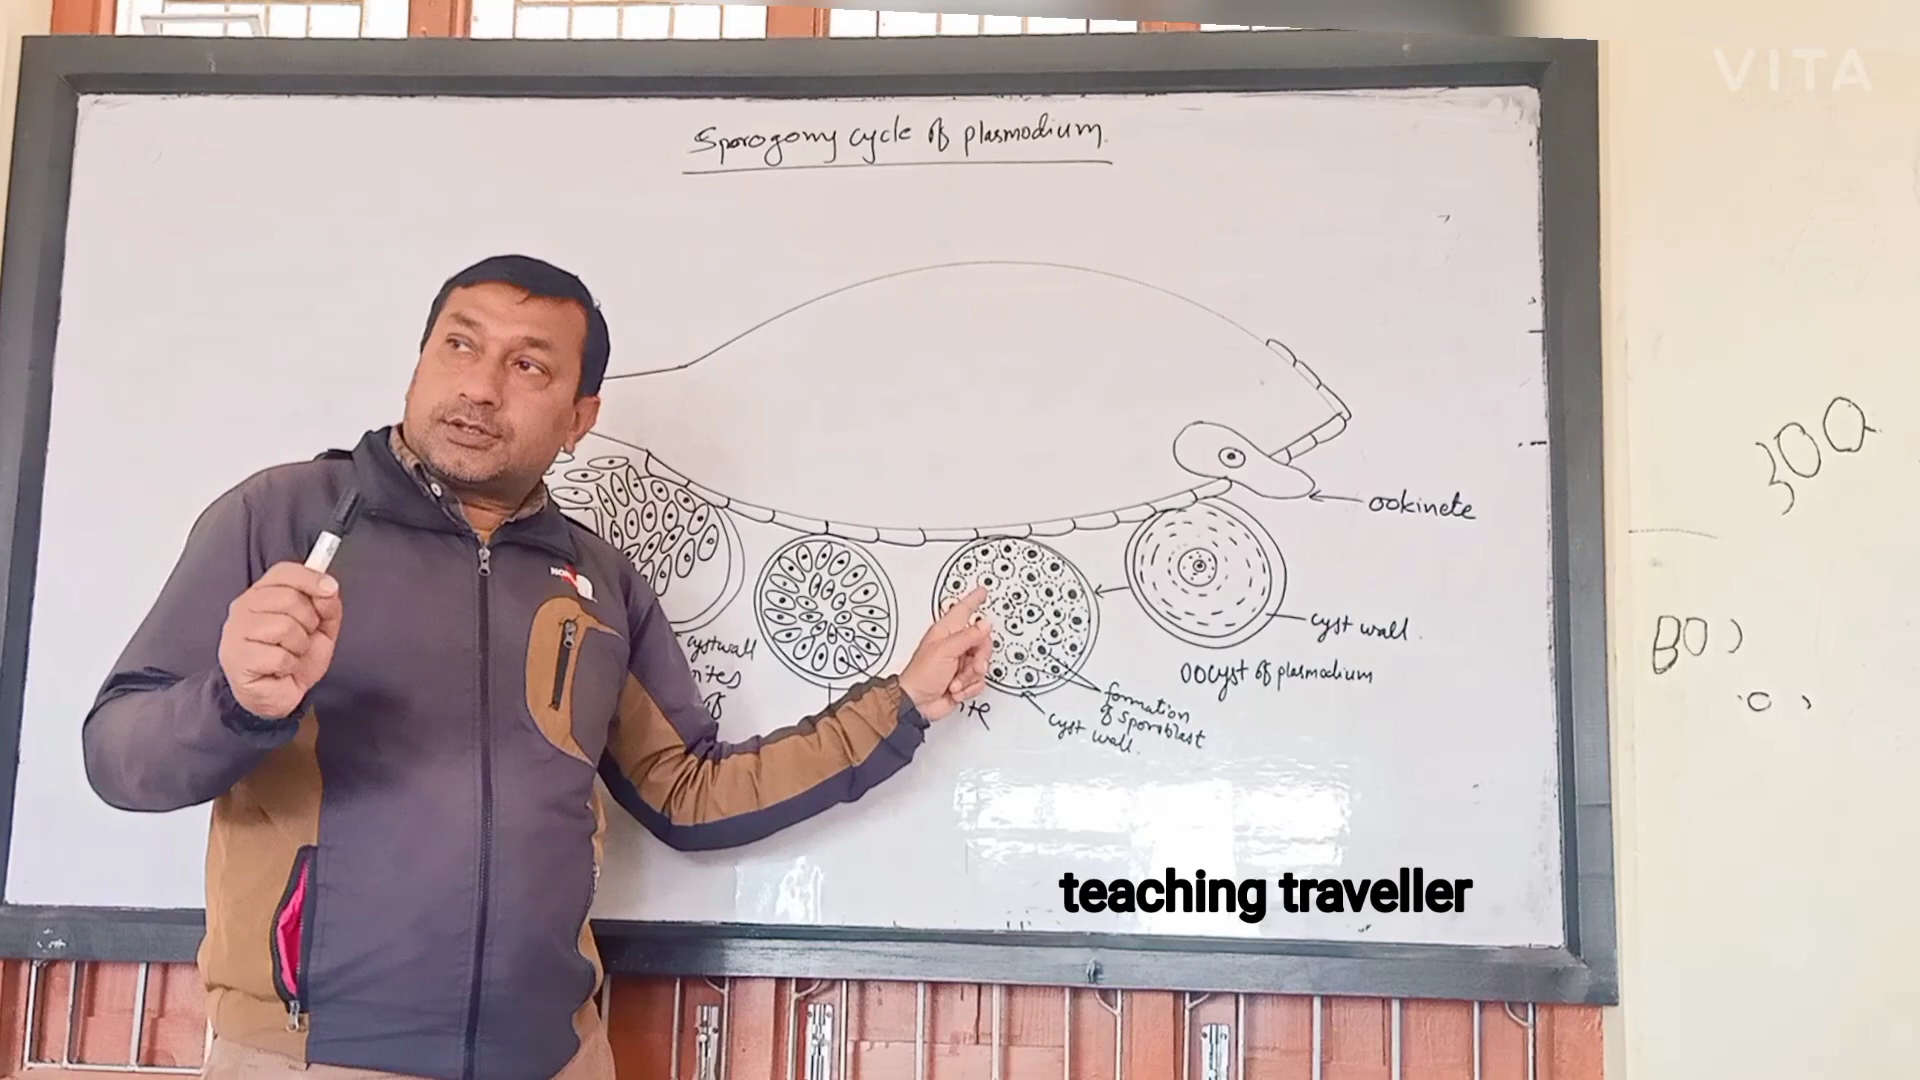 VITA
Sporogony cycle of plasmodium.
300
ookinete
cyst wall.
BO)
cystwall
oocyst of plasmodium
formation
of sporoblast
cyst wall.
teaching traveller